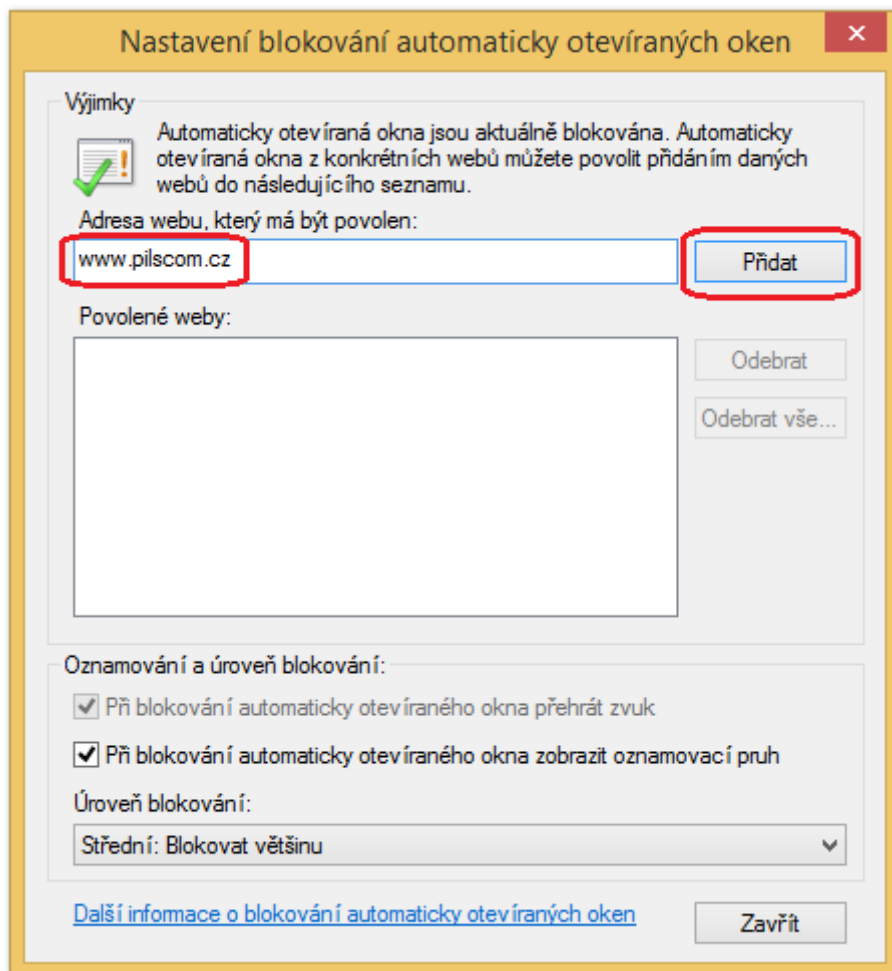 Nastavení blokování automaticky otevíraných oken
Výjimky
Automaticky otevíraná okna jsou aktuálně blokována. Automaticky
otevíraná okna z konkrétních webů můžete povolit přidáním daných
webů do následujícího seznamu.
Adresa webu, který má být povolen:
www.pilscom.cz
Přidat
Povolené weby:
Odebrat
Odebrat vše...
Oznamování a úroveň blokování:
Při blokování automaticky otevíraného okna přehrát zvuk
Při blokování automaticky otevíraného okna zobrazit oznamovací pruh
Úroveň blokování:
Střední: Blokovat většinu
Další informace o blokování automaticky otevíraných oken
Zavřít